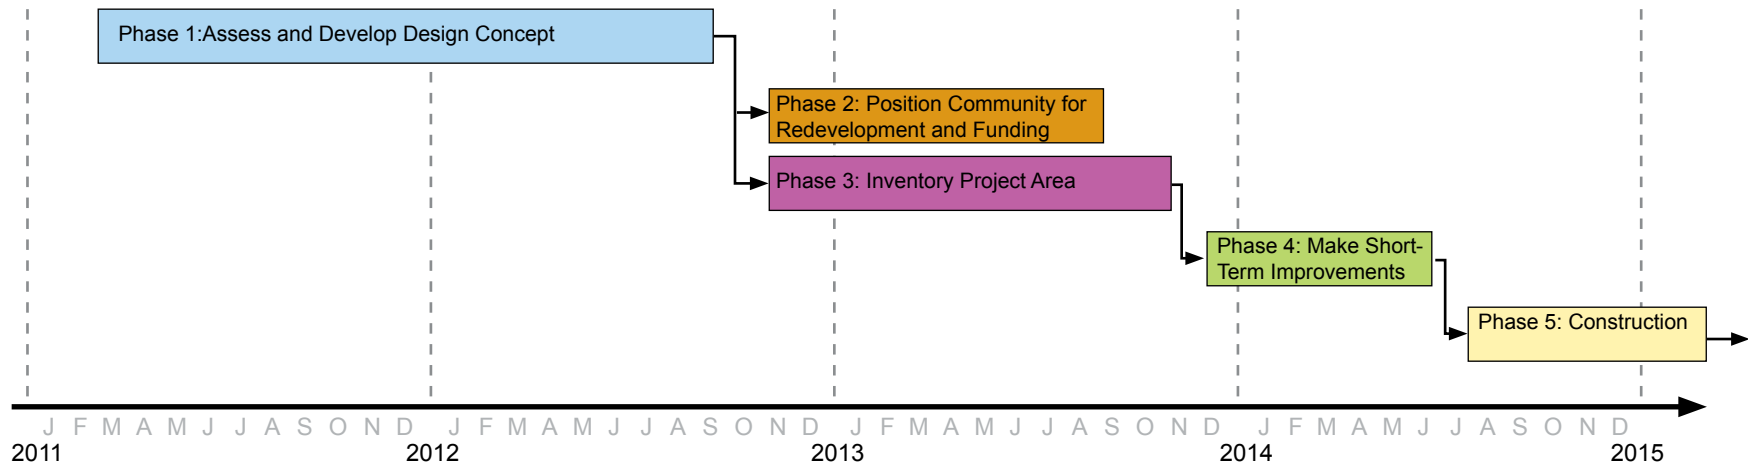 Phase 1:Assess and Develop Design Concept
Phase 2: Position Community for
Redevelopment and Funding
Phase 3: Inventory Project Area
Phase 4: Make Short-
Term Improvements
Phase 5: Construction
J F M A M J J A S O N D J F M A M J J A S O N D J F M A M J J A S O N D J F M A M J J A S O N D
2011 2012 2013 2014 2015